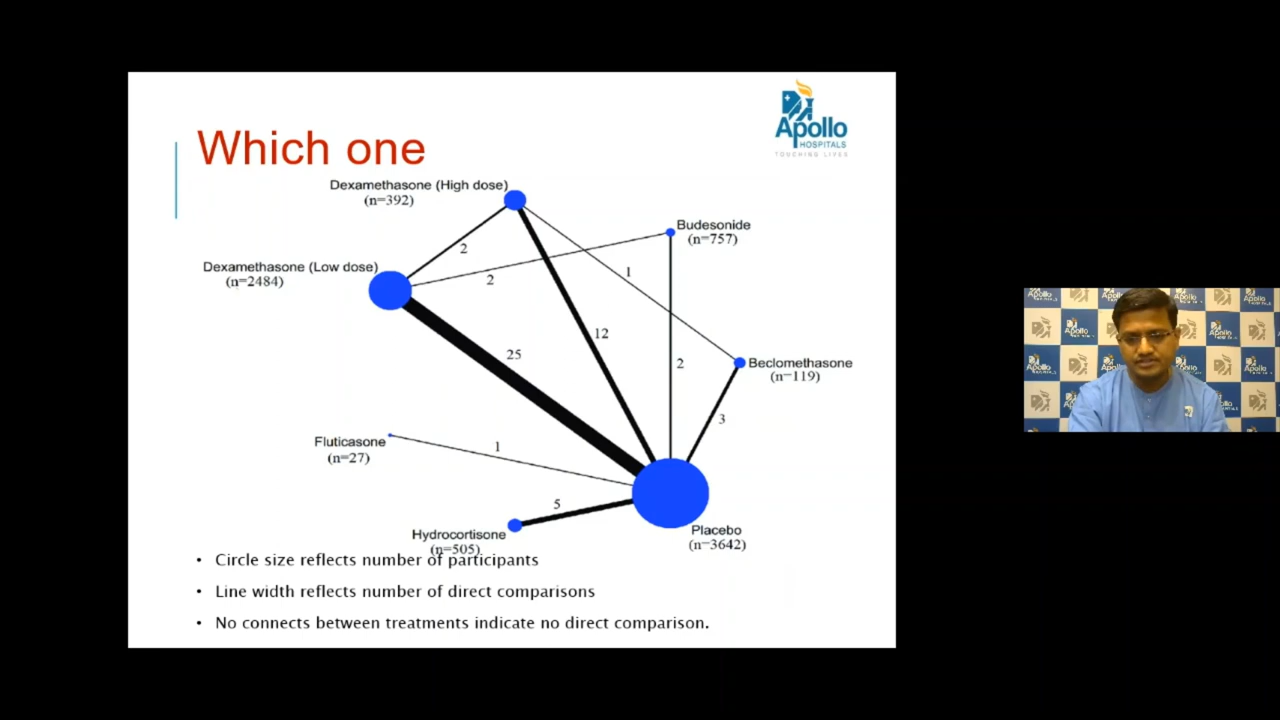 Apollo
HOSPITALS
TOUCHING LIVES
Which one
Dexamethasone (High dose)
(n=392)
Budesonide
(n=757)
2
Dexamethasone (Low dose)
(n=2484)
2
1
12
25
2
Beclomethasone
(n=119)
3
Fluticasone
(n=27)
1
5
Hydrocortisone
(n=505)
Placebo
(n=3642)
• Circle size reflects number of participants
• Line width reflects number of direct comparisons
• No connects between treatments indicate no direct comparison.